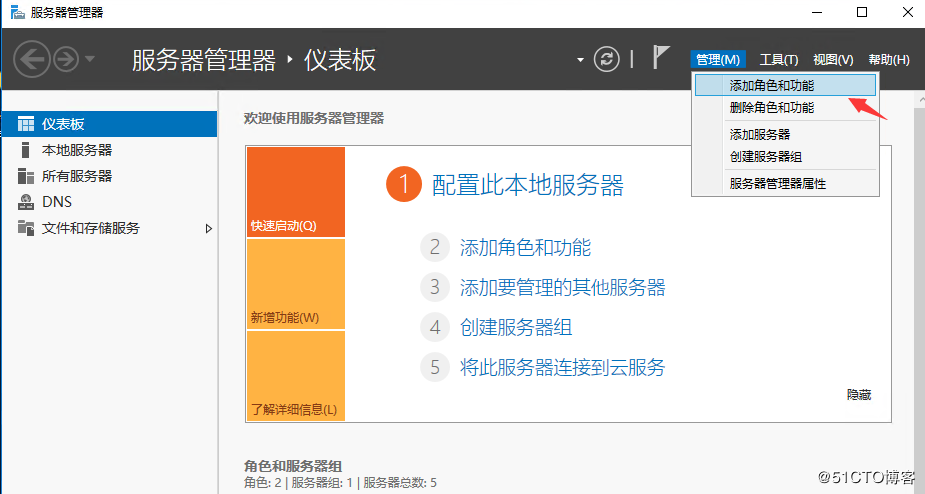 服务器管理器
服务器管理器 · 仪表板
管理(M) 工具(T) 视图(V) 帮助(H)
添加角色和功能
删除角色和功能
添加服务器
创建服务器组
服务器管理器属性
仪表板
本地服务器
所有服务器
DNS
文件和存储服务
欢迎使用服务器管理器
快速启动(Q)
新增功能(W)
了解详细信息(L)
1 配置此本地服务器
2 添加角色和功能
3 添加要管理的其他服务器
4 创建服务器组
5 将此服务器连接到云服务
隐藏
角色和服务器组
角色: 2 | 服务器组: 1 | 服务器总数: 5
@51CTO博客